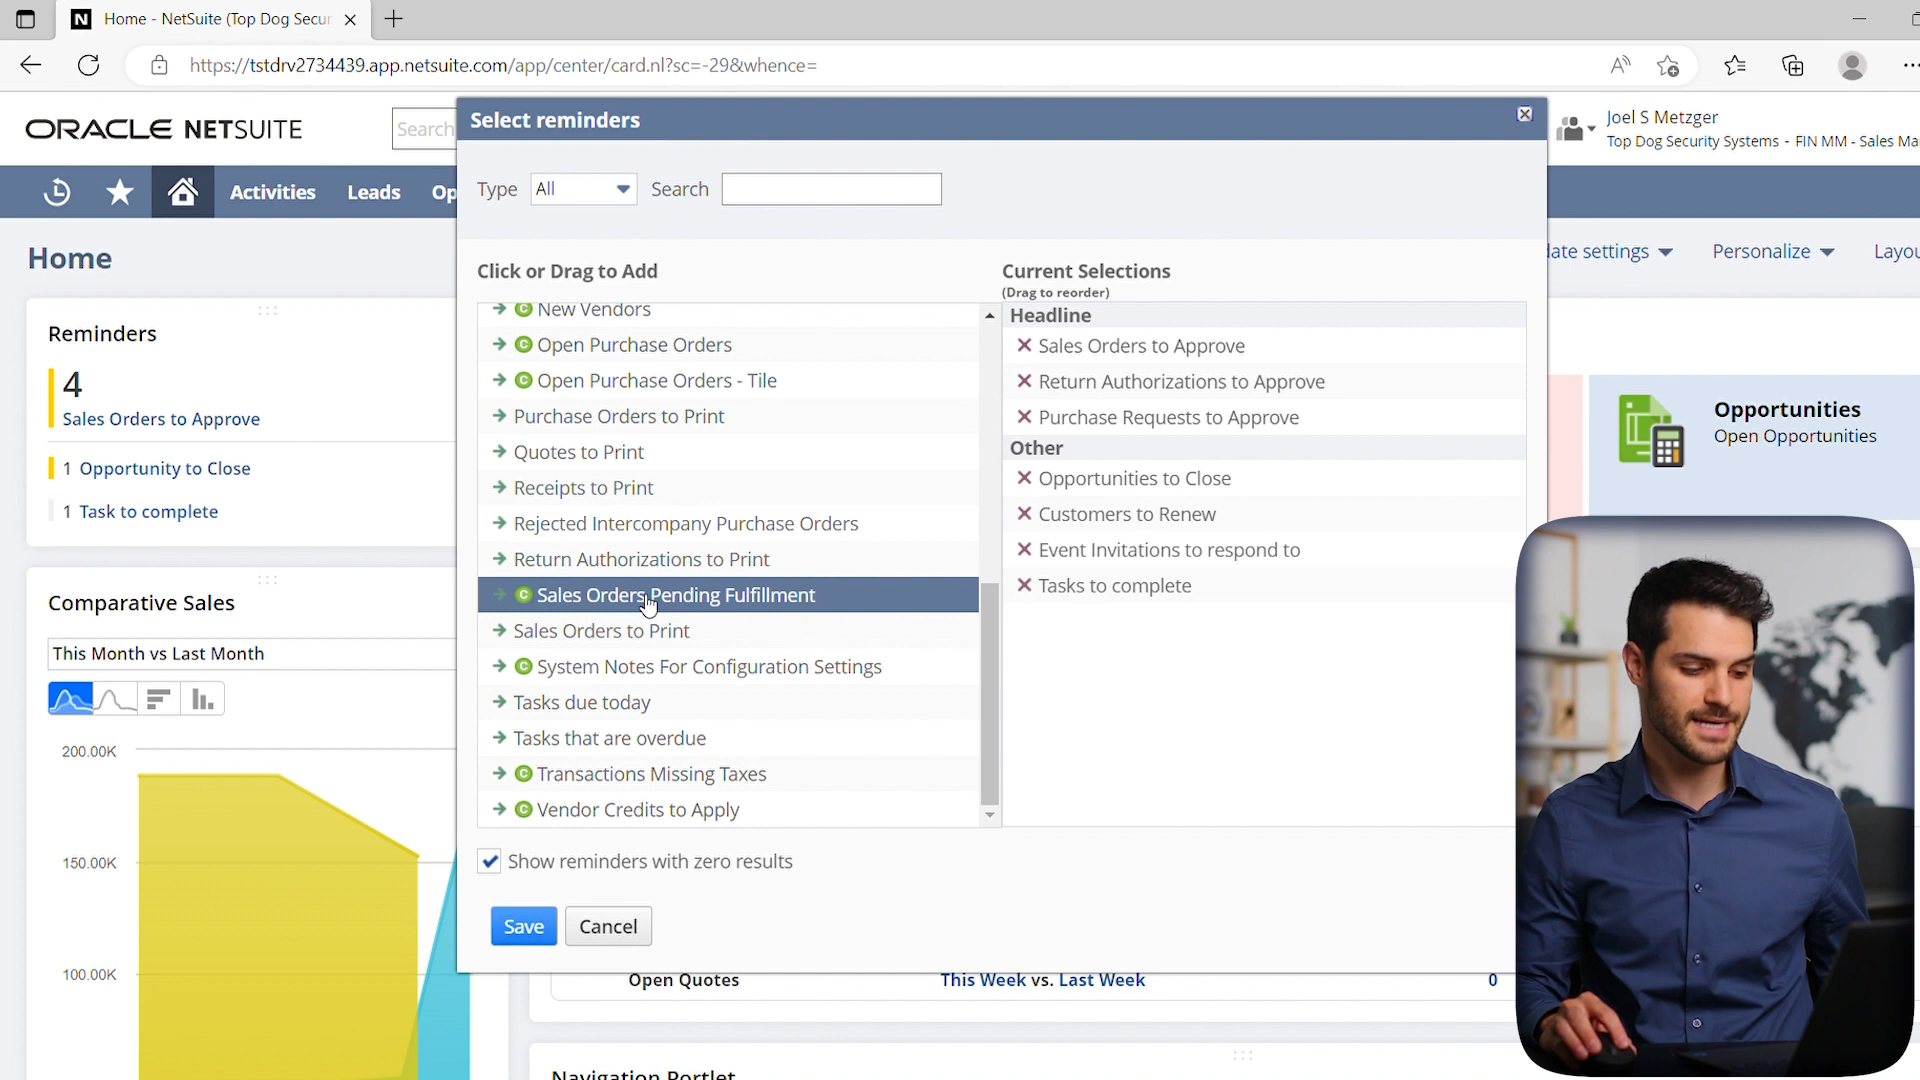 Home - NetSuite (Top Dog Secur
https://tstdrv2734439.app.netsuite.com/app/center/card.nl?sc=-29&whence=
ORACLE NETSUITE
Search
Joel S Metzger
Top Dog Security Systems - FIN MM - Sales Ma
Activities
Leads
Op
Home
ate settings
Personalize
Layou
Select reminders
Type
All
Search
Click or Drag to Add
New Vendors
Open Purchase Orders
Open Purchase Orders - Tile
Purchase Orders to Print
Quotes to Print
Receipts to Print
Rejected Intercompany Purchase Orders
Return Authorizations to Print
Sales Orders Pending Fulfillment
Sales Orders to Print
System Notes For Configuration Settings
Tasks due today
Tasks that are overdue
Transactions Missing Taxes
Vendor Credits to Apply
Current Selections
(Drag to reorder)
Headline
Sales Orders to Approve
Return Authorizations to Approve
Purchase Requests to Approve
Other
Opportunities to Close
Customers to Renew
Event Invitations to respond to
Tasks to complete
Show reminders with zero results
Save
Cancel
Reminders
4
Sales Orders to Approve
1 Opportunity to Close
1 Task to complete
Comparative Sales
This Month vs Last Month
200.00K
150.00K
100.00K
Opportunities
Open Opportunities
Open Quotes
This Week vs. Last Week
0
Navigation Portlet